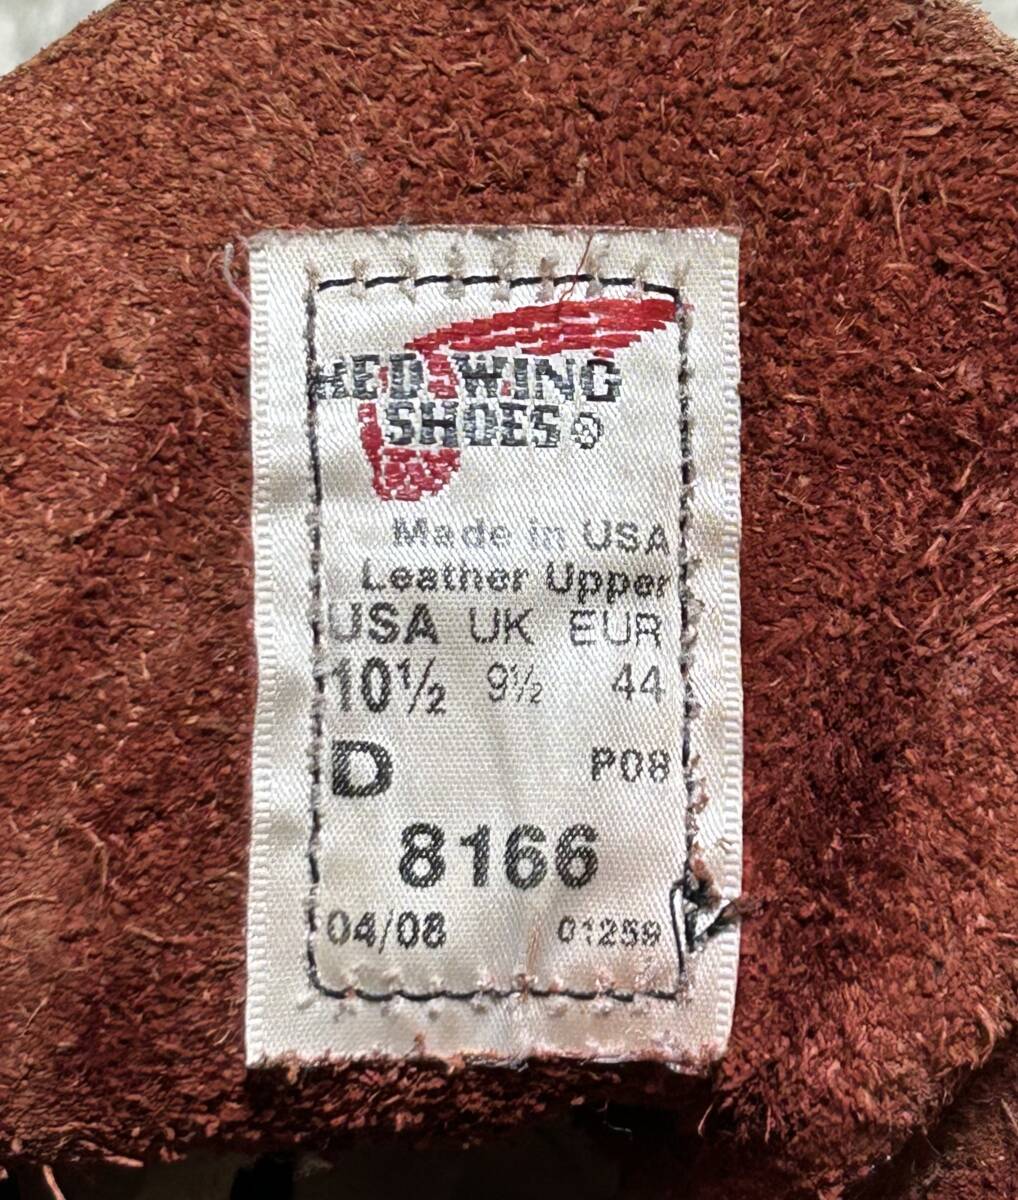 RED WING
SHOES®
Made in USA
Leather Upper
USA UK EUR
10½ 9½ 44
D P08
8166
04/08 01259